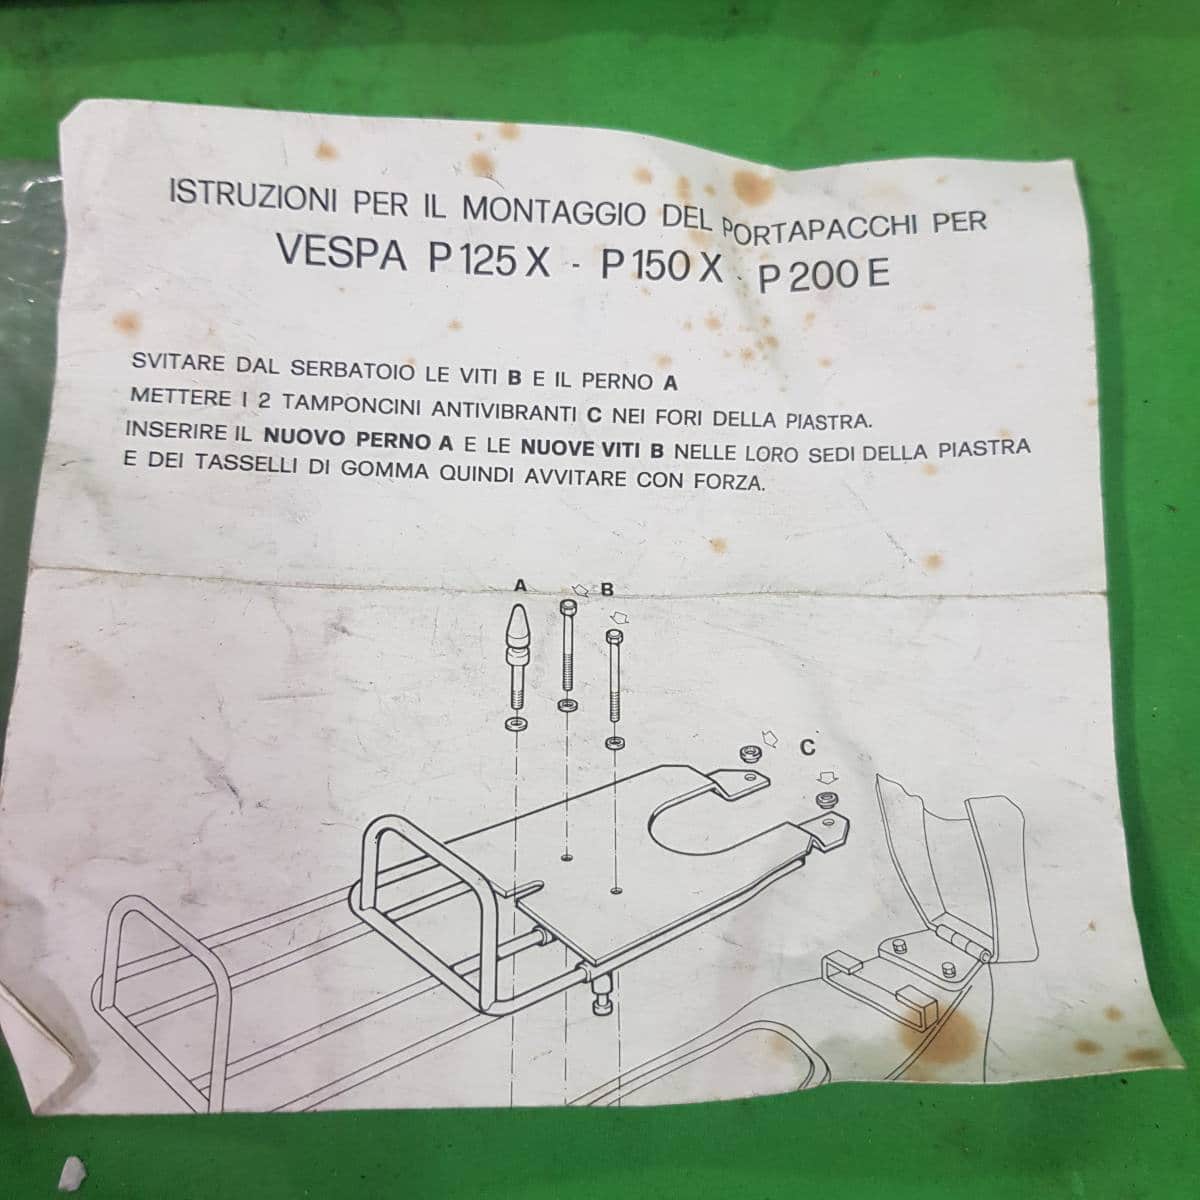 ISTRUZIONI PER IL MONTAGGIO DEL PORTAPACCHI PER
VESPA P125X - P150X - P200E
SVITARE DAL SERBATOIO LE VITI B E IL PERNO A
METTERE I 2 TAMPONCINI ANTIVIBRANTI C NEI FORI DELLA PIASTRA.
INSERIRE IL NUOVO PERNO A E LE NUOVE VITI B NELLE LORO SEDI DELLA PIASTRA
E DEI TASSELLI DI GOMMA QUINDI AVVITARE CON FORZA.
A
B
C